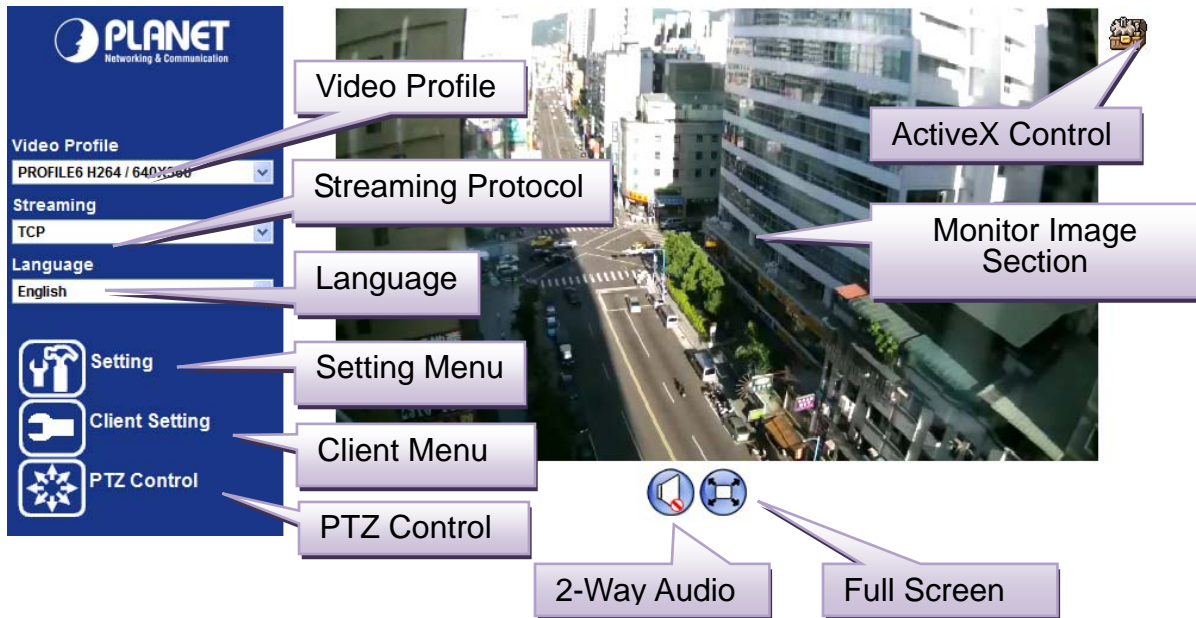 PLANET
Networking & Communication
Video Profile
PROFILE6 H264 / 640X360
Streaming
TCP
Language
English
Setting
Client Setting
PTZ Control
Video Profile
Streaming Protocol
Language
Setting Menu
Client Menu
PTZ Control
ActiveX Control
Monitor Image
Section
2-Way Audio
Full Screen